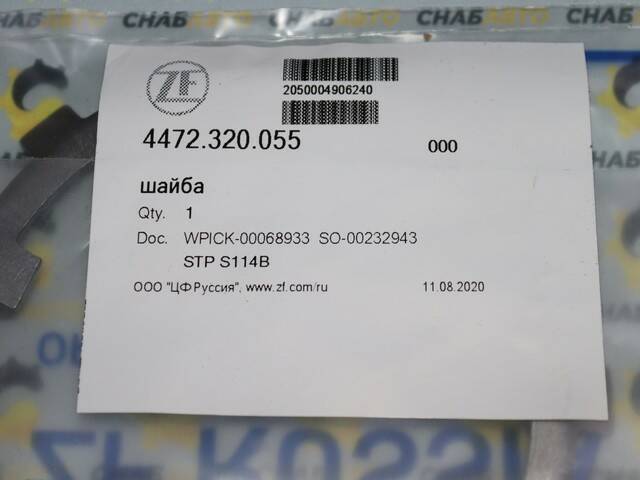 СНАБАВТО СНАБАВТО СНАБАВТО
ZF
2050004906240
4472.320.055
000
шайба
Qty. 1
Doc. WPICK-00068933 SO-00232943
STP S114B
ООО "ЦФ Руссия", www.zf.com/ru 11.08.2020